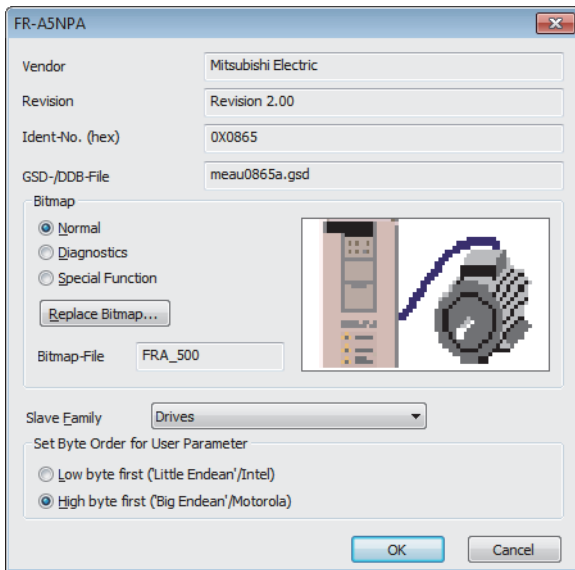 FR-A5NPA
Vendor Mitsubishi Electric
Revision Revision 2.00
Ident-No. (hex) 0X0865
GSD-/DDB-File meau0865a.gsd
Bitmap
Normal
Diagnostics
Special Function
Replace Bitmap...
Bitmap-File FRA_500
Slave Family Drives
Set Byte Order for User Parameter
Low byte first ('Little Endean'/Intel)
High byte first ('Big Endean'/Motorola)
OK Cancel